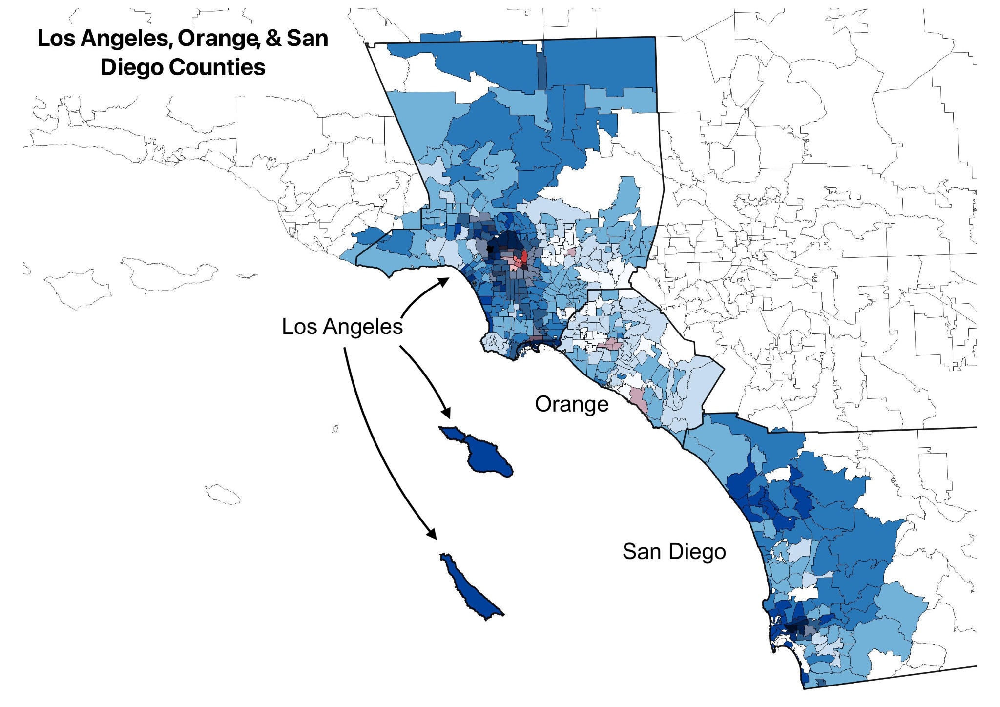 Los Angeles, Orange, & San
Diego Counties
Los Angeles
Orange
San Diego